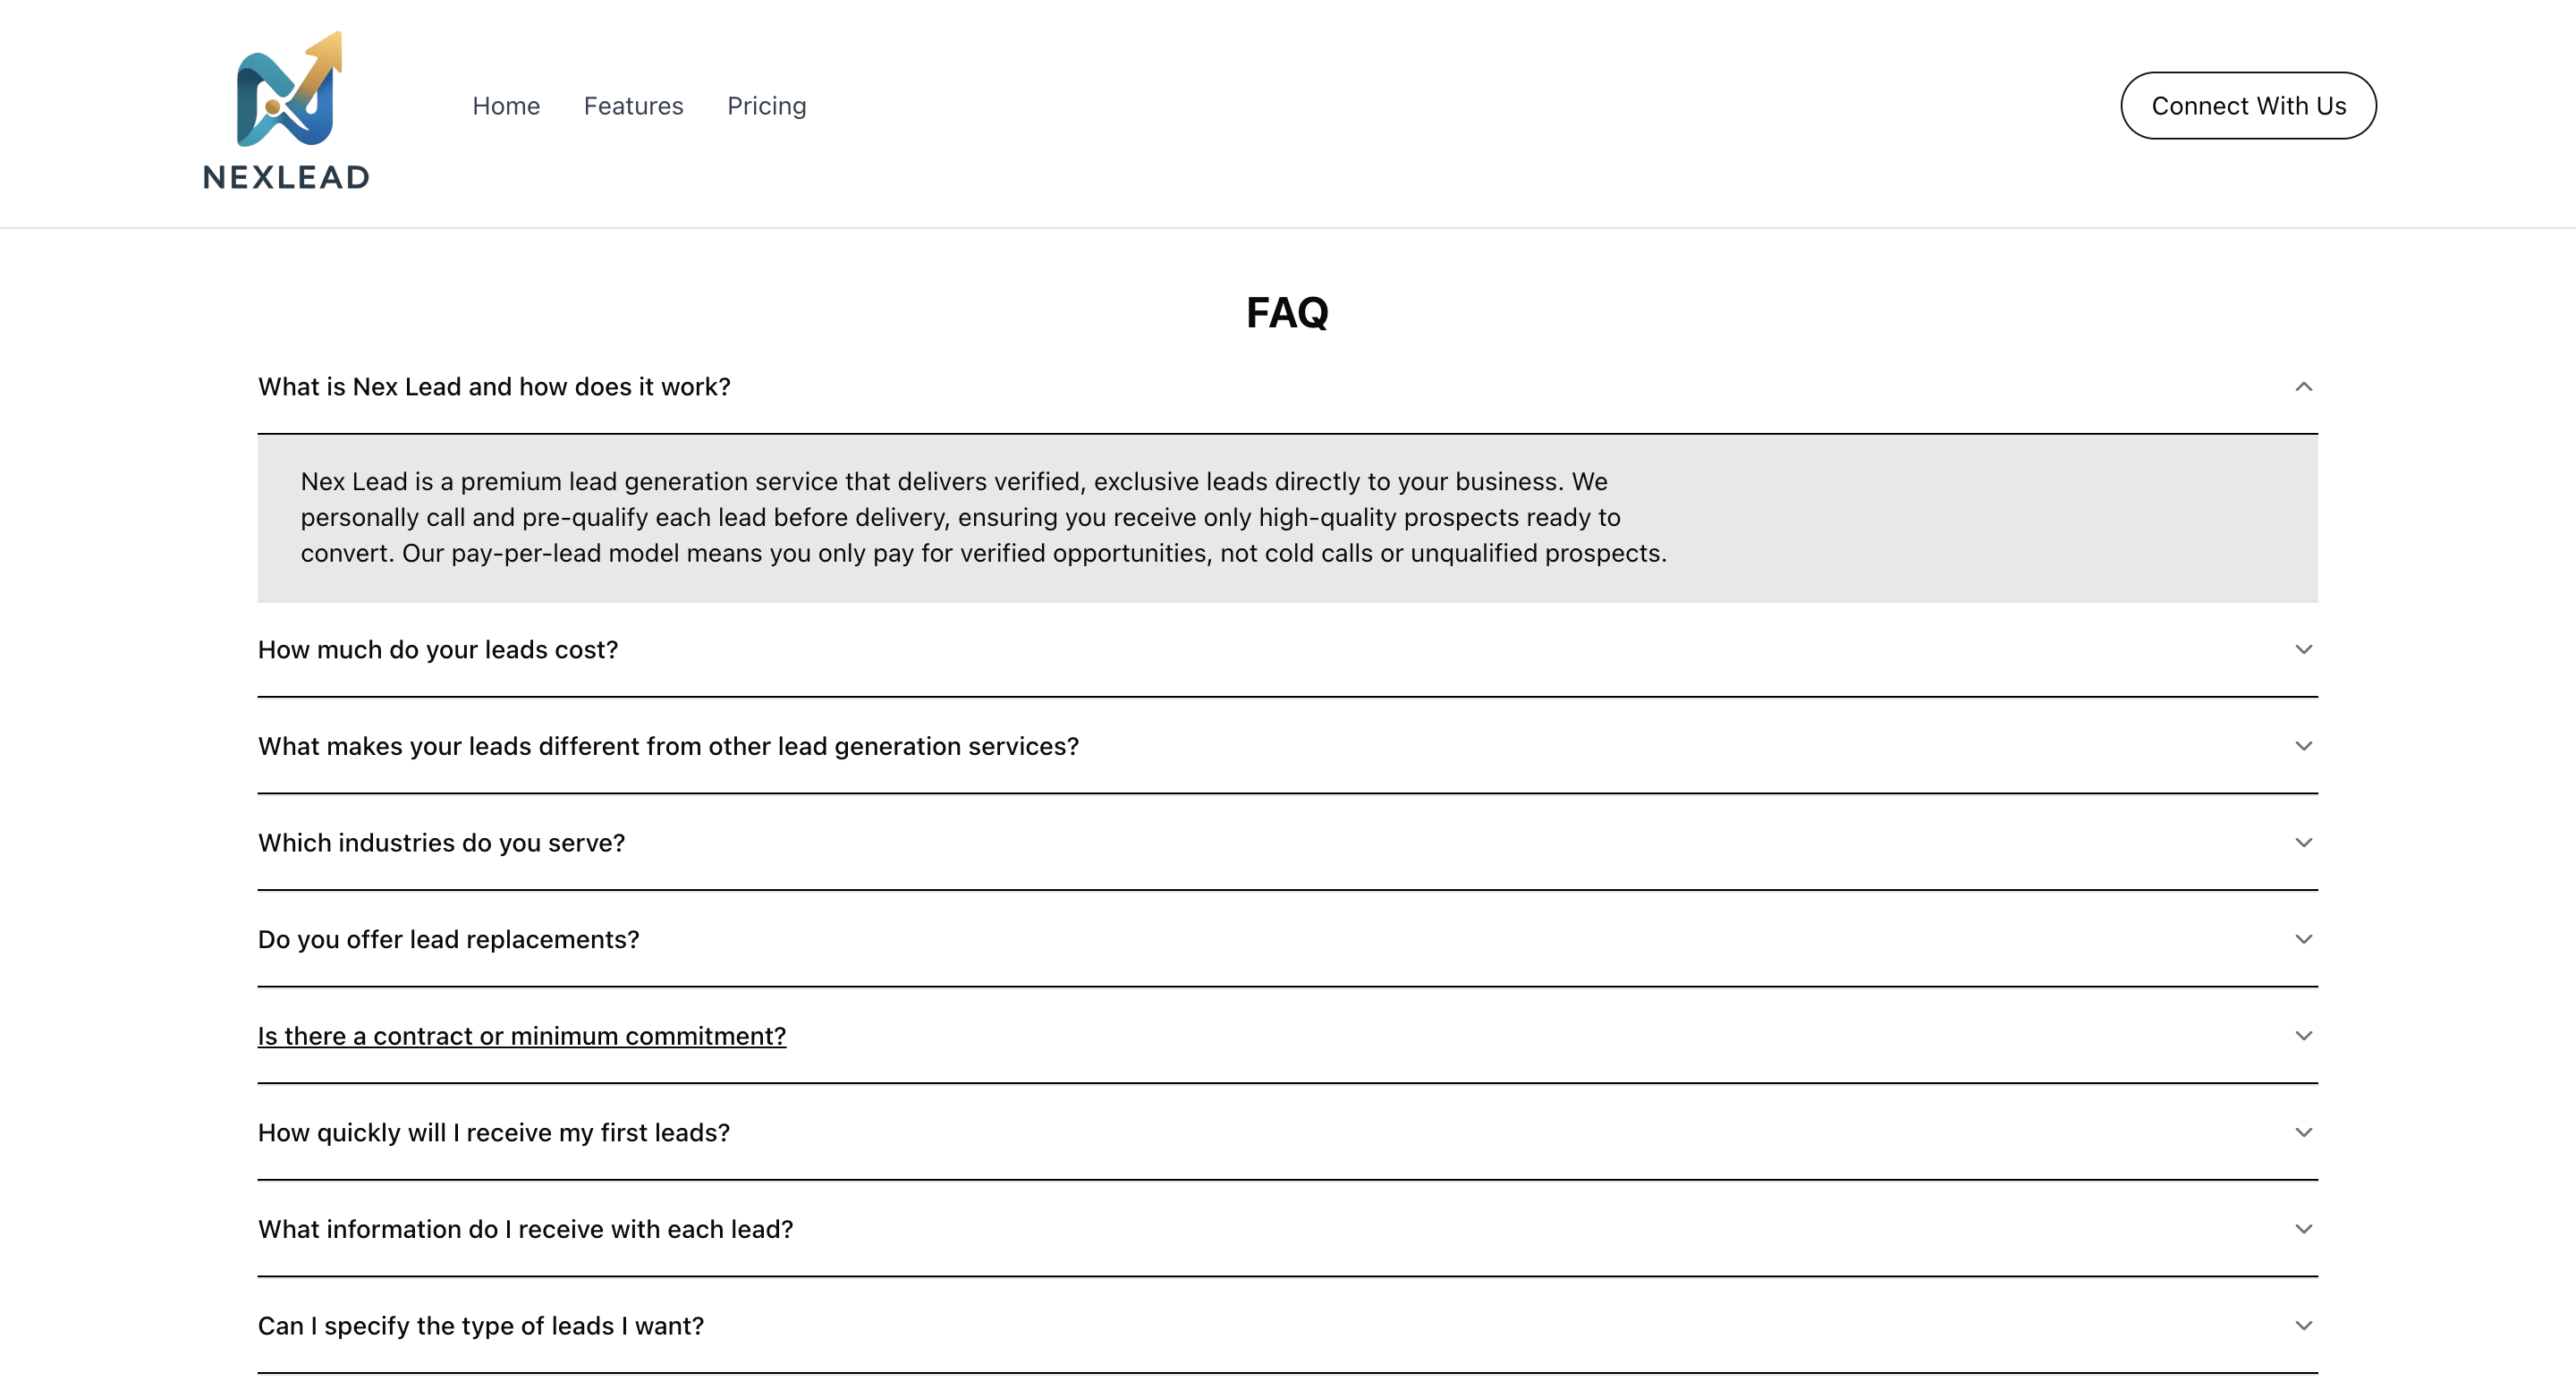 NEXLEAD
Home
Features
Pricing
Connect With Us
FAQ
What is Nex Lead and how does it work?
Nex Lead is a premium lead generation service that delivers verified, exclusive leads directly to your business. We
personally call and pre-qualify each lead before delivery, ensuring you receive only high-quality prospects ready to
convert. Our pay-per-lead model means you only pay for verified opportunities, not cold calls or unqualified prospects.
How much do your leads cost?
What makes your leads different from other lead generation services?
Which industries do you serve?
Do you offer lead replacements?
Is there a contract or minimum commitment?
How quickly will I receive my first leads?
What information do I receive with each lead?
Can I specify the type of leads I want?